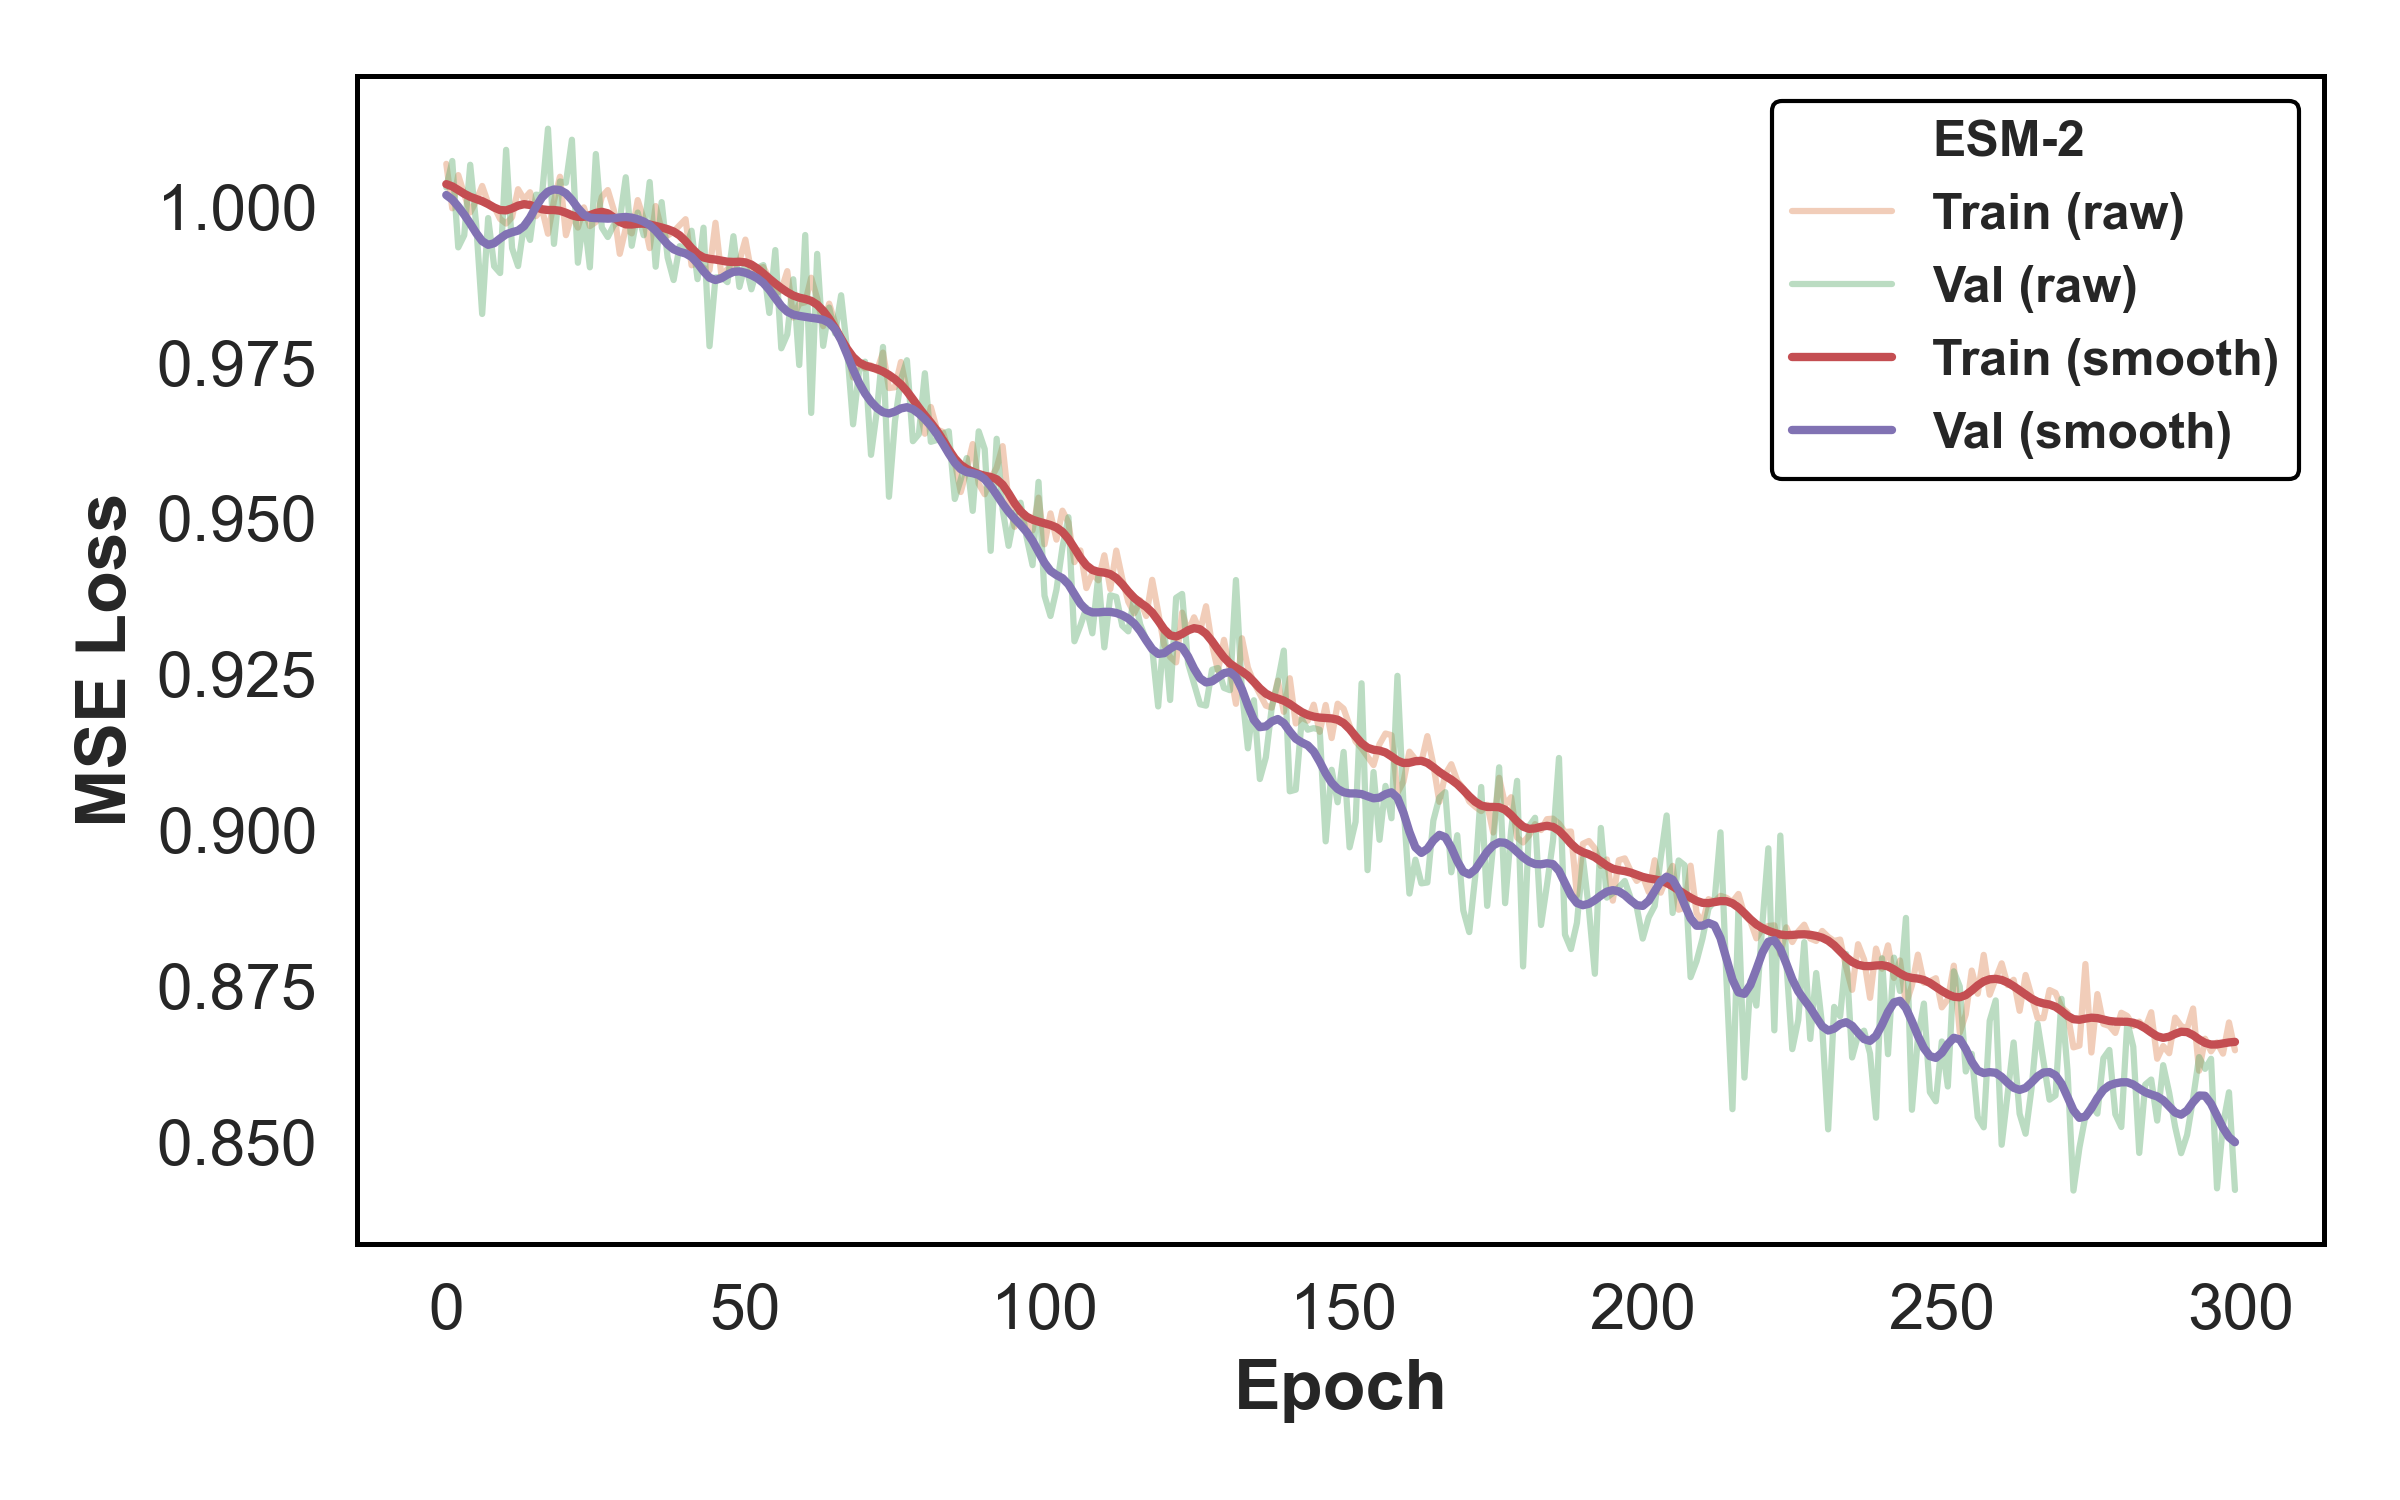 ESM-2
Train (raw)
Val (raw)
Train (smooth)
Val (smooth)
MSE Loss
1.000
0.975
0.950
0.925
0.900
0.875
0.850
0 50 100 150 200 250 300
Epoch